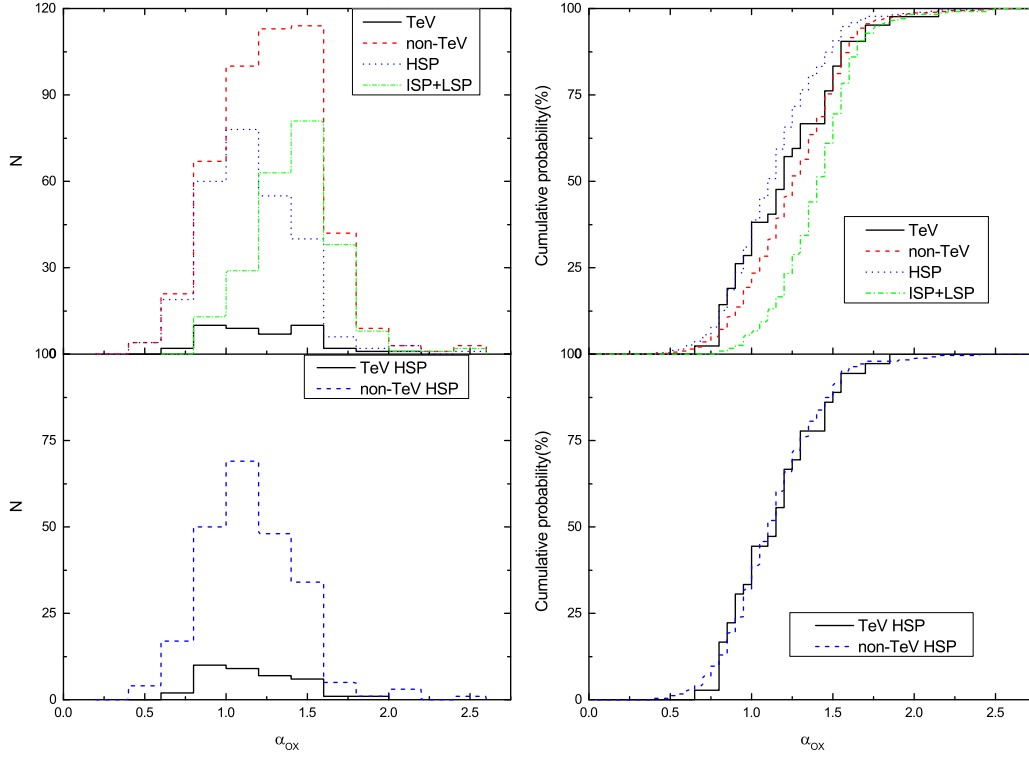 120
90
60
30
100
N
TeV
non-TeV
HSP
ISP+LSP
100
75
50
25
100
Cumulative probability(%)
TeV
non-TeV
HSP
ISP+LSP
75
50
25
0
N
TeV HSP
non-TeV HSP
0.0 0.5 1.0 1.5 2.0 2.5
αOX
75
50
25
0
Cumulative probability(%)
TeV HSP
non-TeV HSP
0.0 0.5 1.0 1.5 2.0 2.5
αOX